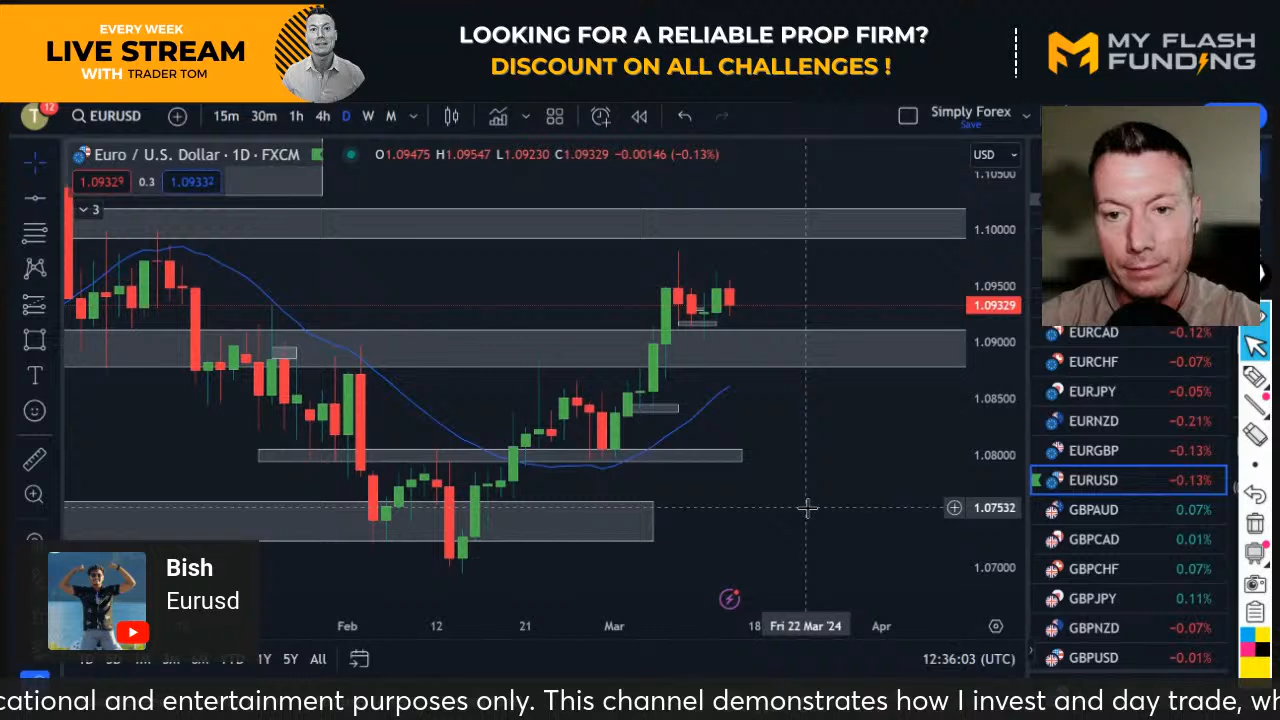 EVERY WEEK
LIVE STREAM
WITH TRADER TOM
LOOKING FOR A RELIABLE PROP FIRM?
DISCOUNT ON ALL CHALLENGES !
MY FLASH
FUNDING
T
12
EURUSD
15m 30m 1h 4h D W M
Simply Forex
Save
Euro / U.S. Dollar · 1D · FXCM
O1.09475 H1.09547 L1.09230 C1.09329 −0.00146 (−0.13%)
USD
1.09329 0.3 1.09332
3
1.10500
1.10000
1.09500
1.09329
1.09000
1.08500
1.08000
1.07532
1.07000
EURCAD −0.12%
EURCHF −0.07%
EURJPY −0.05%
EURNZD −0.21%
EURGBP −0.13%
EURUSD −0.13%
GBPAUD 0.07%
GBPCAD 0.01%
GBPCHF 0.07%
GBPJPY 0.11%
GBPNZD −0.07%
GBPUSD −0.01%
Bish
Eurusd
Feb 12 21 Mar 18 Fri 22 Mar '24 Apr
1Y 5Y All
12:36:03 (UTC)
cational and entertainment purposes only. This channel demonstrates how I invest and day trade, wh